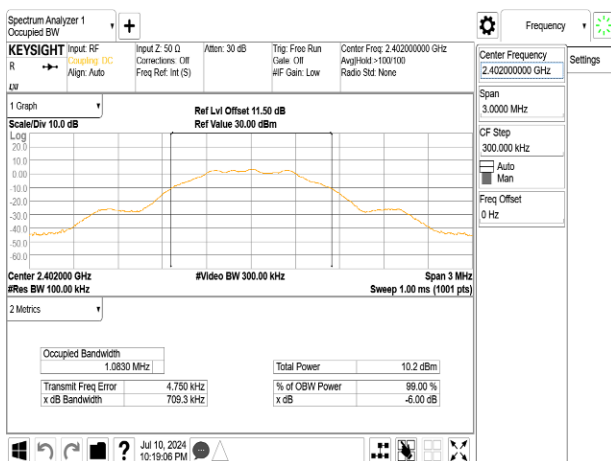 Spectrum Analyzer 1
Occupied BW
+
Frequency
KEYSIGHT
R
LXI
Input: RF
Coupling: DC
Align: Auto
Input Z: 50 Ω
Corrections: Off
Freq Ref: Int (S)
Atten: 30 dB
Trig: Free Run
Gate: Off
#IF Gain: Low
Center Freq: 2.402000000 GHz
Avg|Hold:>100/100
Radio Std: None
Center Frequency
2.402000000 GHz
Settings
Span
3.0000 MHz
CF Step
300.000 kHz
Auto
Man
Freq Offset
0 Hz
1 Graph
Scale/Div 10.0 dB
Ref Lvl Offset 11.50 dB
Ref Value 30.00 dBm
Log
20.0
10.0
0.00
-10.0
-20.0
-30.0
-40.0
-50.0
-60.0
Center 2.402000 GHz
#Video BW 300.00 kHz
Span 3 MHz
#Res BW 100.00 kHz
Sweep 1.00 ms (1001 pts)
2 Metrics
Occupied Bandwidth
1.0830 MHz
Total Power 10.2 dBm
Transmit Freq Error 4.750 kHz
% of OBW Power 99.00 %
x dB Bandwidth 709.3 kHz
x dB -6.00 dB
?
Jul 10, 2024
10:19:06 PM